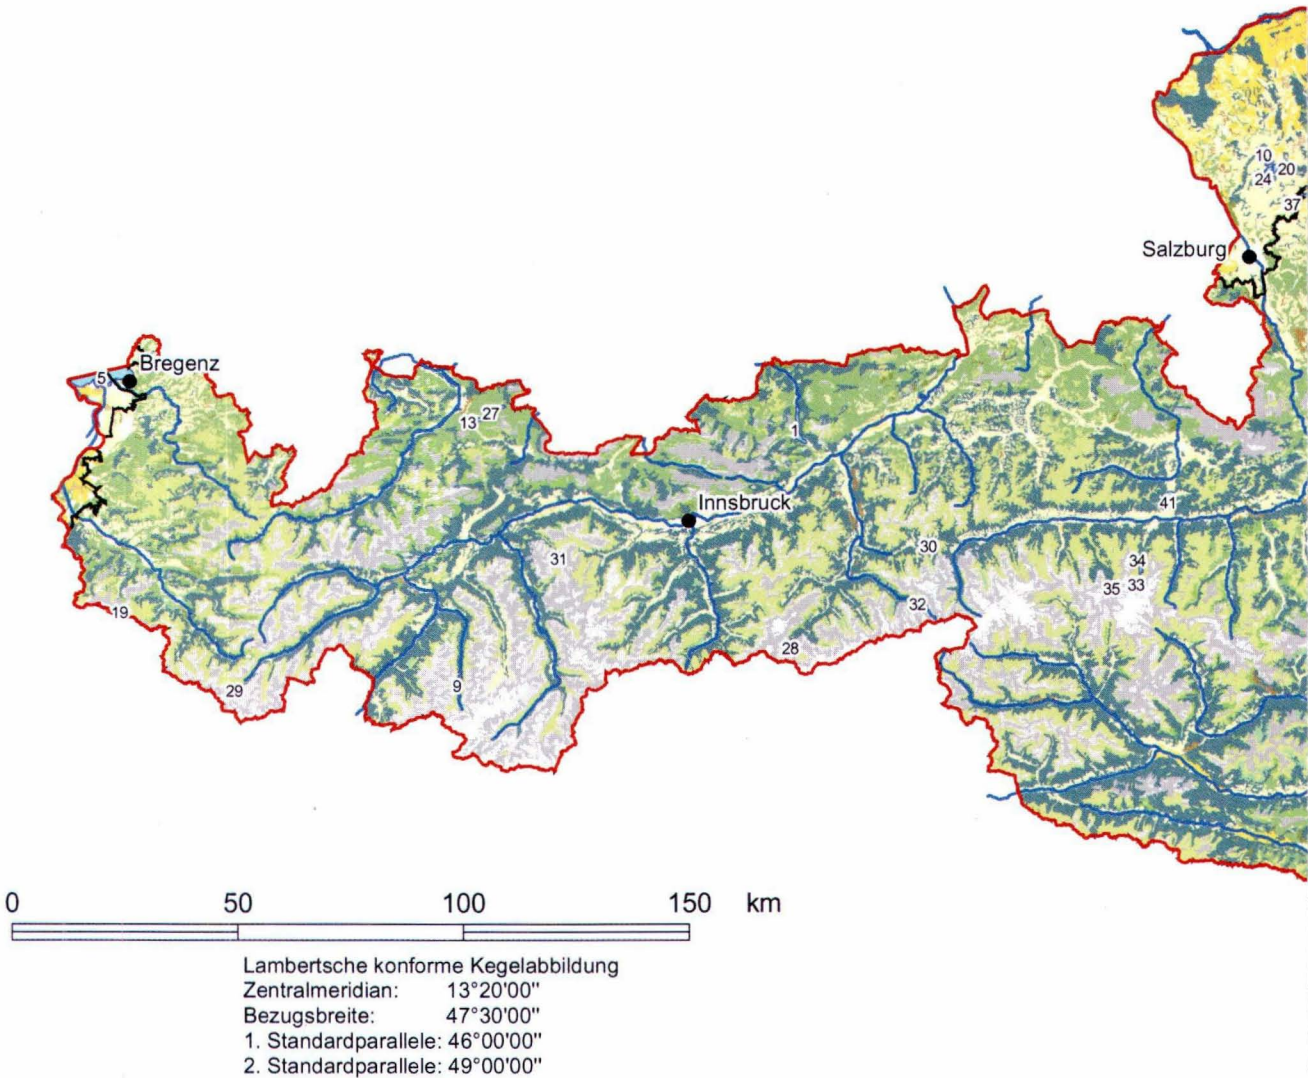 10
20
24
37
Salzburg
Bregenz
5
27
13
1
Innsbruck
41
31
30
34
33
35
32
19
28
9
29
0 50 100 150 km
Lambertsche konforme Kegelabbildung
Zentralmeridian: 13°20'00"
Bezugsbreite: 47°30'00"
1. Standardparallele: 46°00'00"
2. Standardparallele: 49°00'00"